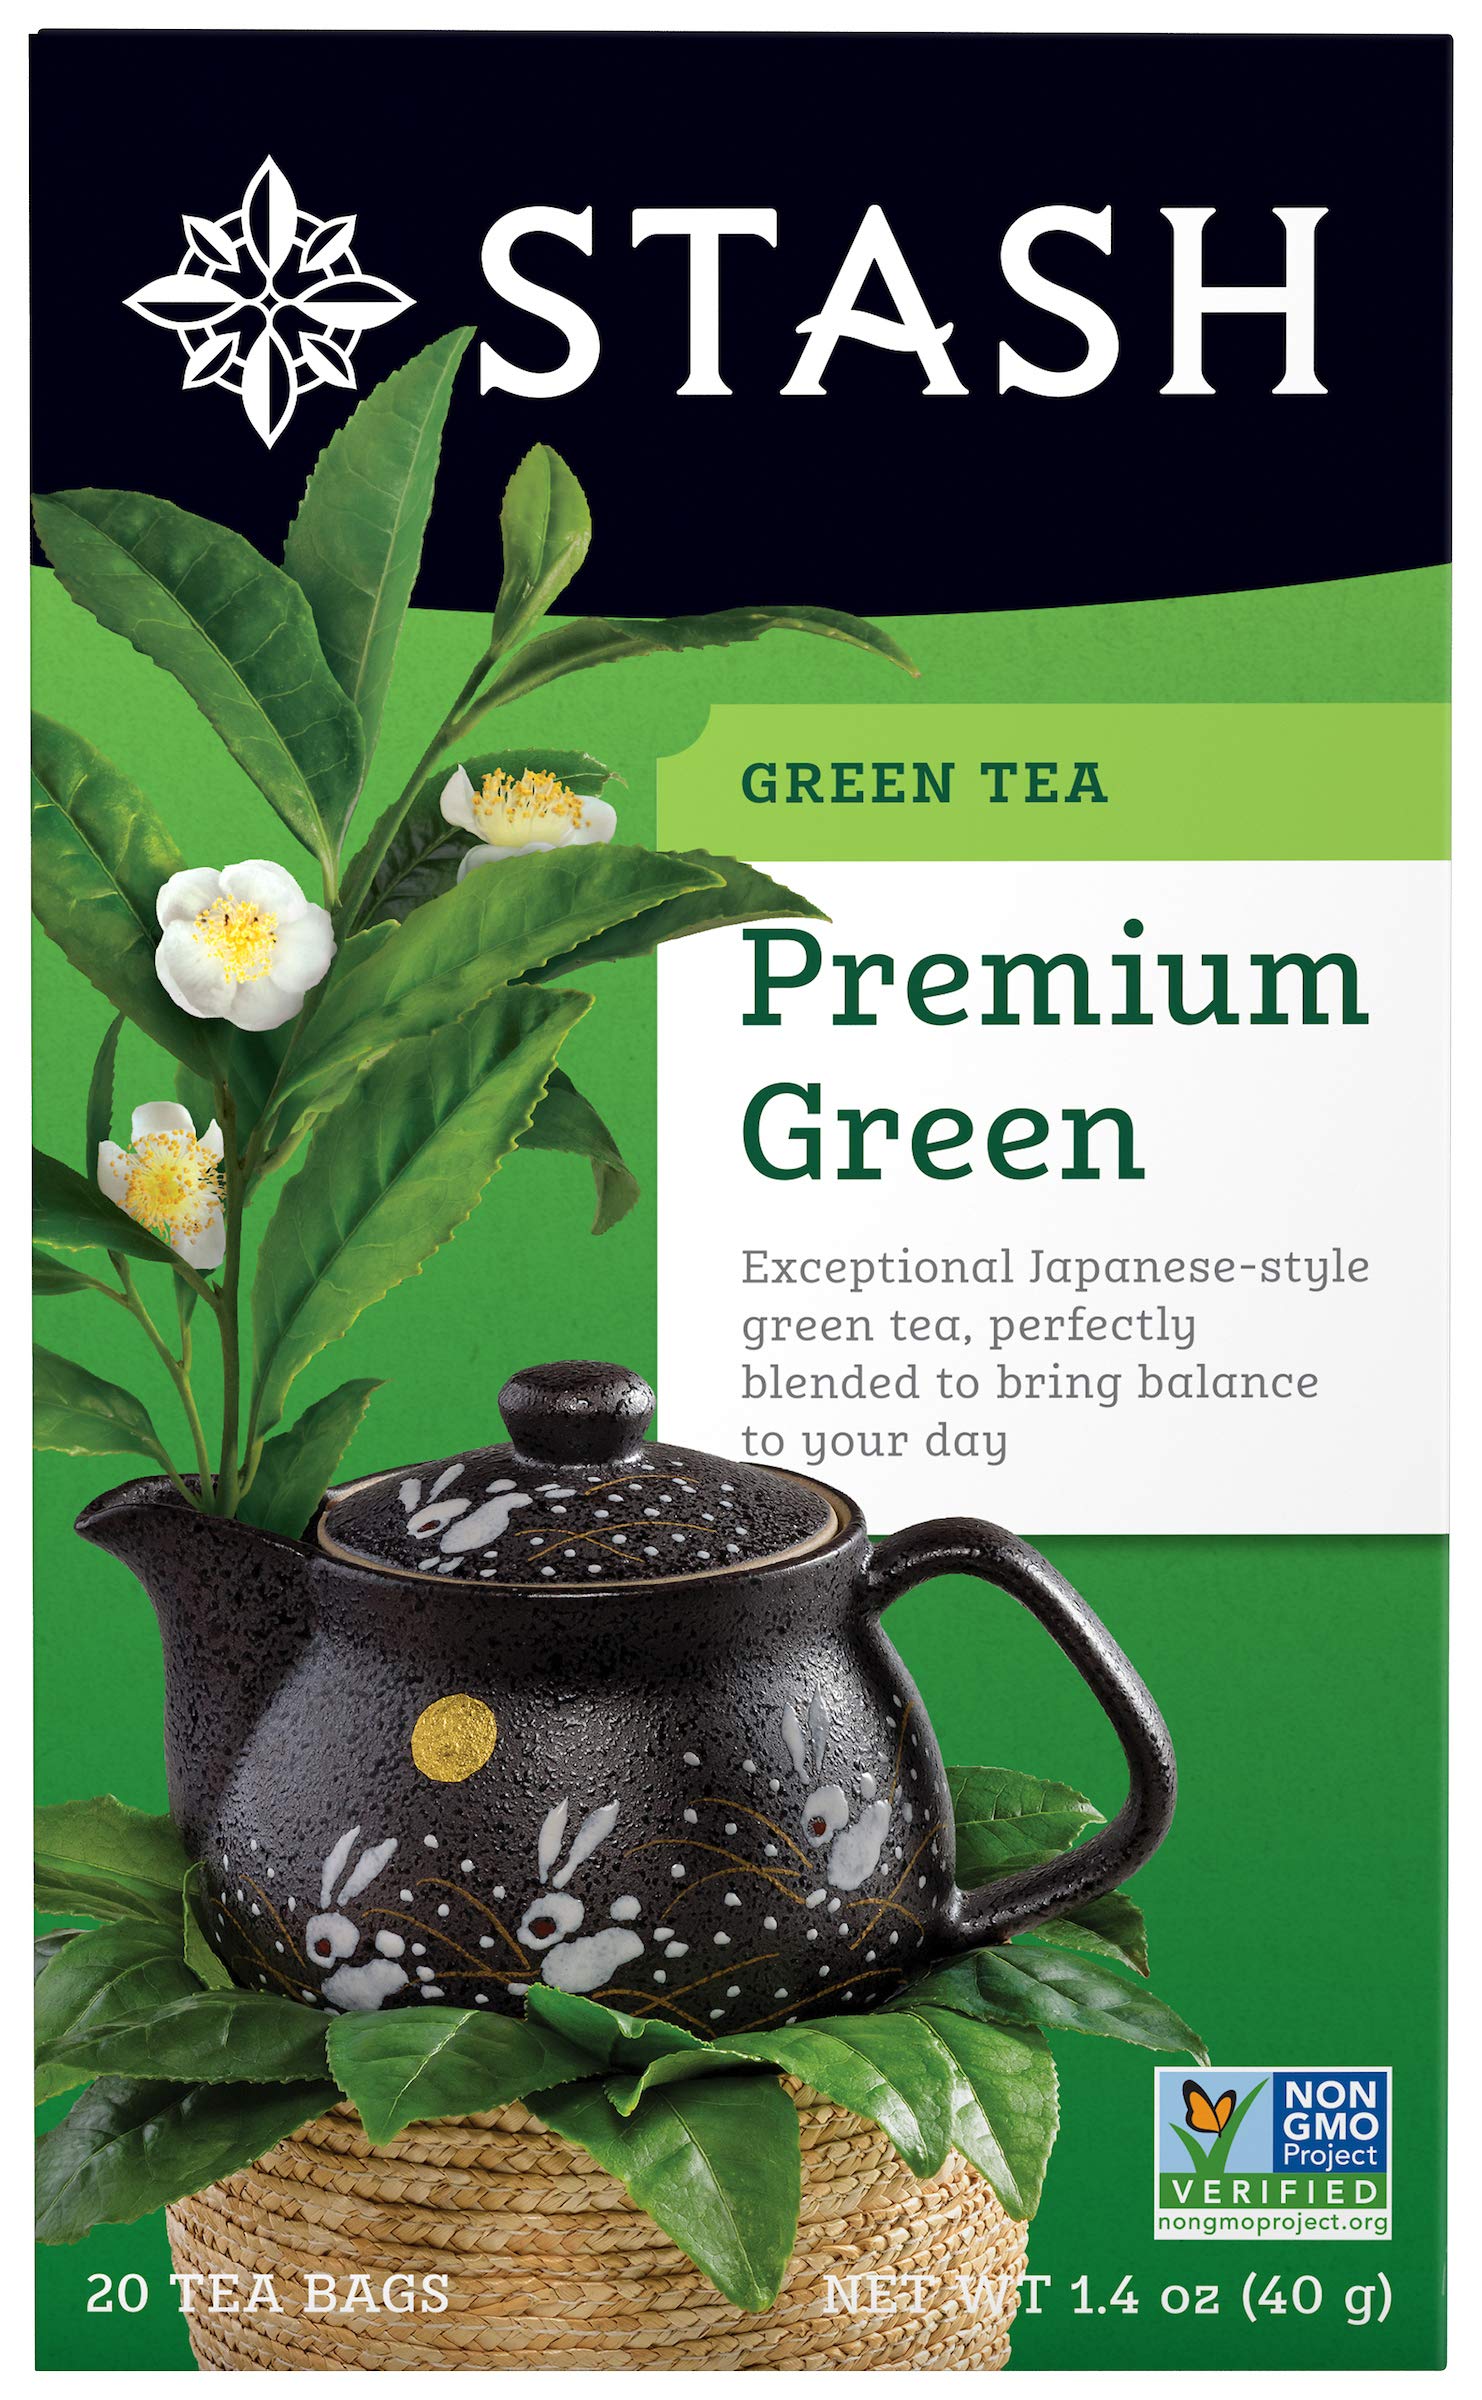 STASH
GREEN TEA
Premium
Green
Exceptional Japanese-style
green tea, perfectly
blended to bring balance
to your day
NON
GMO
Project
VERIFIED
nongmoproject.org
20 TEA BAGS
NET WT 1.4 oz (40 g)